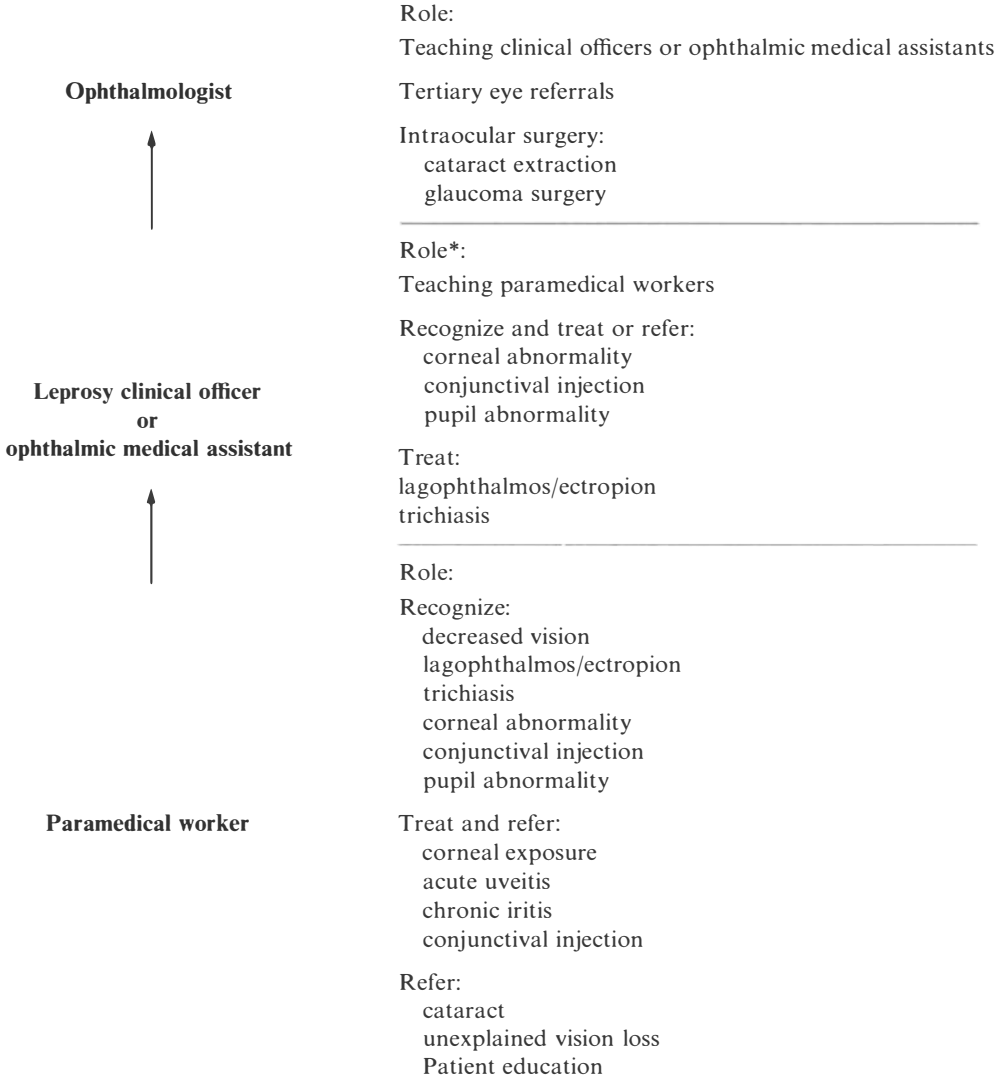 Role:
Teaching clinical officers or ophthalmic medical assistants
Ophthalmologist
Tertiary eye referrals
Intraocular surgery:
cataract extraction
glaucoma surgery
Role*:
Teaching paramedical workers
Recognize and treat or refer:
corneal abnormality
conjunctival injection
pupil abnormality
Leprosy clinical officer
or
ophthalmic medical assistant
Treat:
lagophthalmos/ectropion
trichiasis
Role:
Recognize:
decreased vision
lagophthalmos/ectropion
trichiasis
corneal abnormality
conjunctival injection
pupil abnormality
Paramedical worker
Treat and refer:
corneal exposure
acute uveitis
chronic iritis
conjunctival injection
Refer:
cataract
unexplained vision loss
Patient education